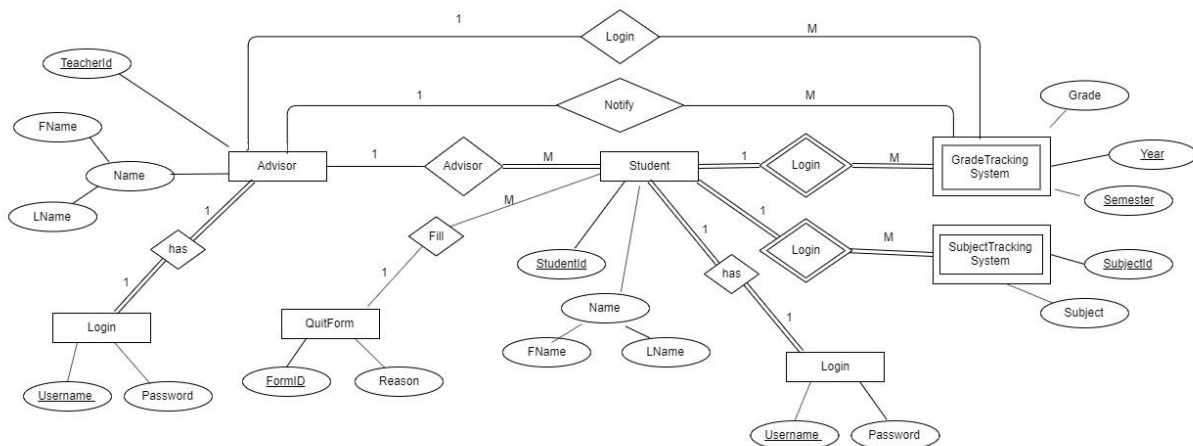 1
Login
M
TeacherId
1
Notify
M
Grade
FName
Advisor
1
Advisor
M
Student
1
Login
M
GradeTracking
System
Year
Name
LName
Semester
1
has
1
M
Fill
1
StudentId
1
Login
M
SubjectTracking
System
SubjectId
Subject
1
has
1
Name
FName
LName
Login
Username
Password
QuitForm
FormID
Reason
Login
Username
Password